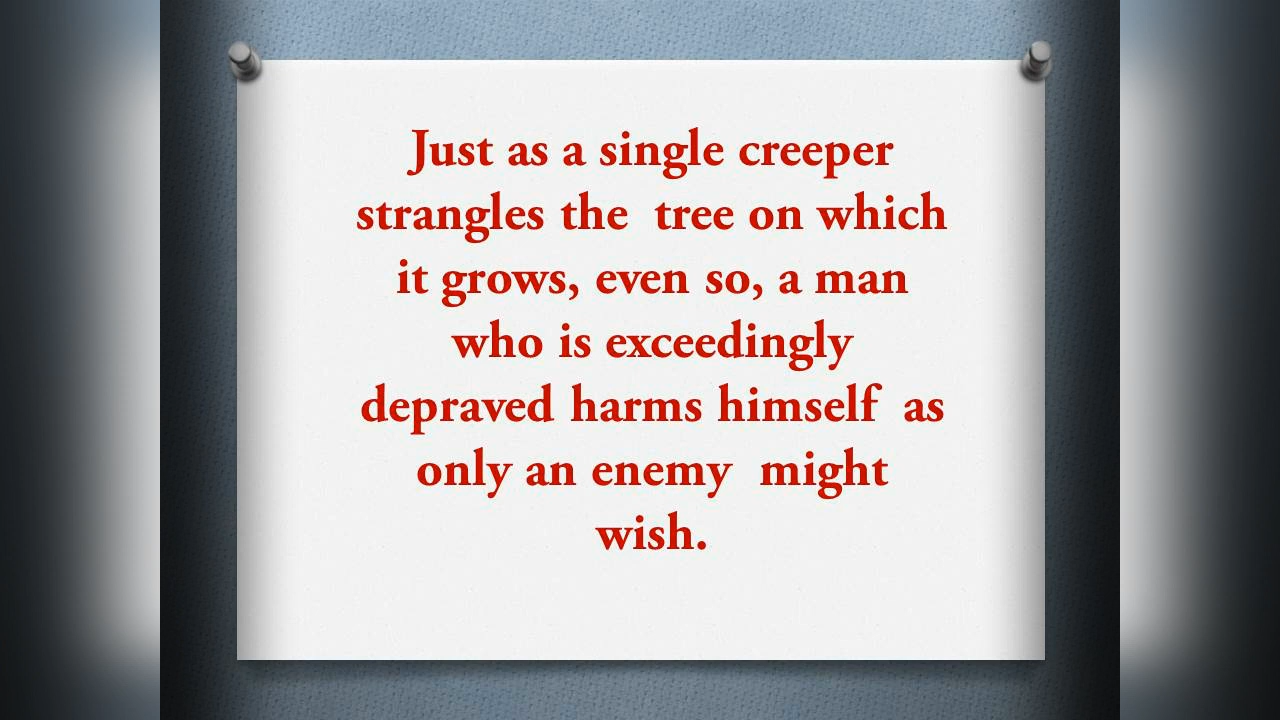 Just as a single creeper
strangles the  tree on which
it grows, even so, a man
who is exceedingly
depraved harms himself  as
only an enemy  might
wish.